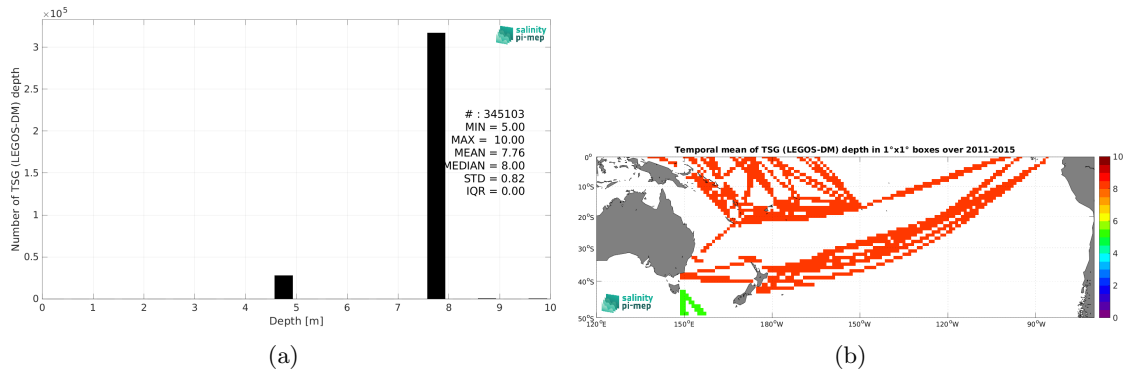 ×10⁵
3
2.5
2
1.5
1
0.5
0
Number of TSG (LEGOS-DM) depth
salinity
pi-mep
# : 345103
MIN = 5.00
MAX = 10.00
MEAN = 7.76
MEDIAN = 8.00
STD = 0.82
IQR = 0.00
0 1 2 3 4 5 6 7 8 9 10
Depth [m]
(a)
Temporal mean of TSG (LEGOS-DM) depth in 1°x1° boxes over 2011-2015
0°
10°S
20°S
30°S
40°S
50°S
120°E 150°E 180°W 150°W 120°W 90°W
salinity
pi-mep
10
8
6
4
2
0
(b)